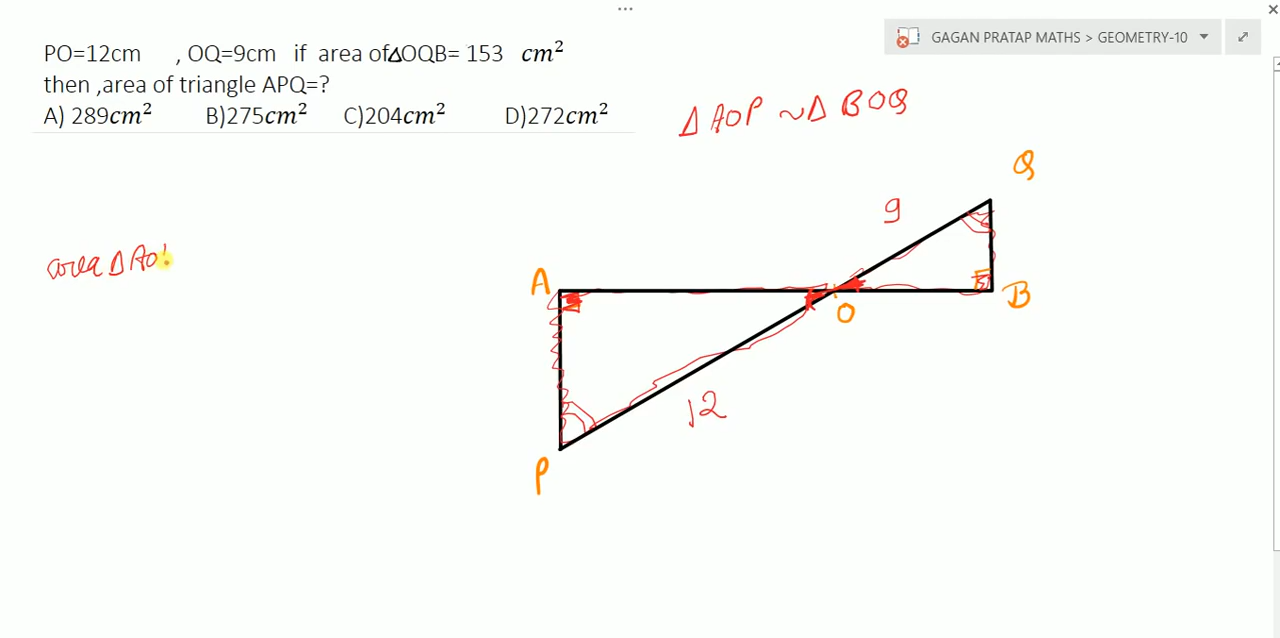 GAGAN PRATAP MATHS > GEOMETRY-10
PO=12cm , OQ=9cm if area of∆OQB= 153 cm²
then ,area of triangle APQ=?
A) 289cm² B)275cm² C)204cm² D)272cm²
∆ AOP ~∆ BOQ
area ∆ AO
Q
9
A
B
O
12
P